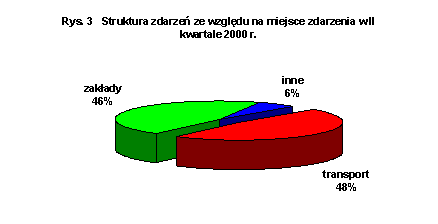 Rys. 3 Struktura zdarzeń ze względu na miejsce zdarzenia wII
kwartale 2000 r.
inne
6%
zakłady
46%
transport
48%